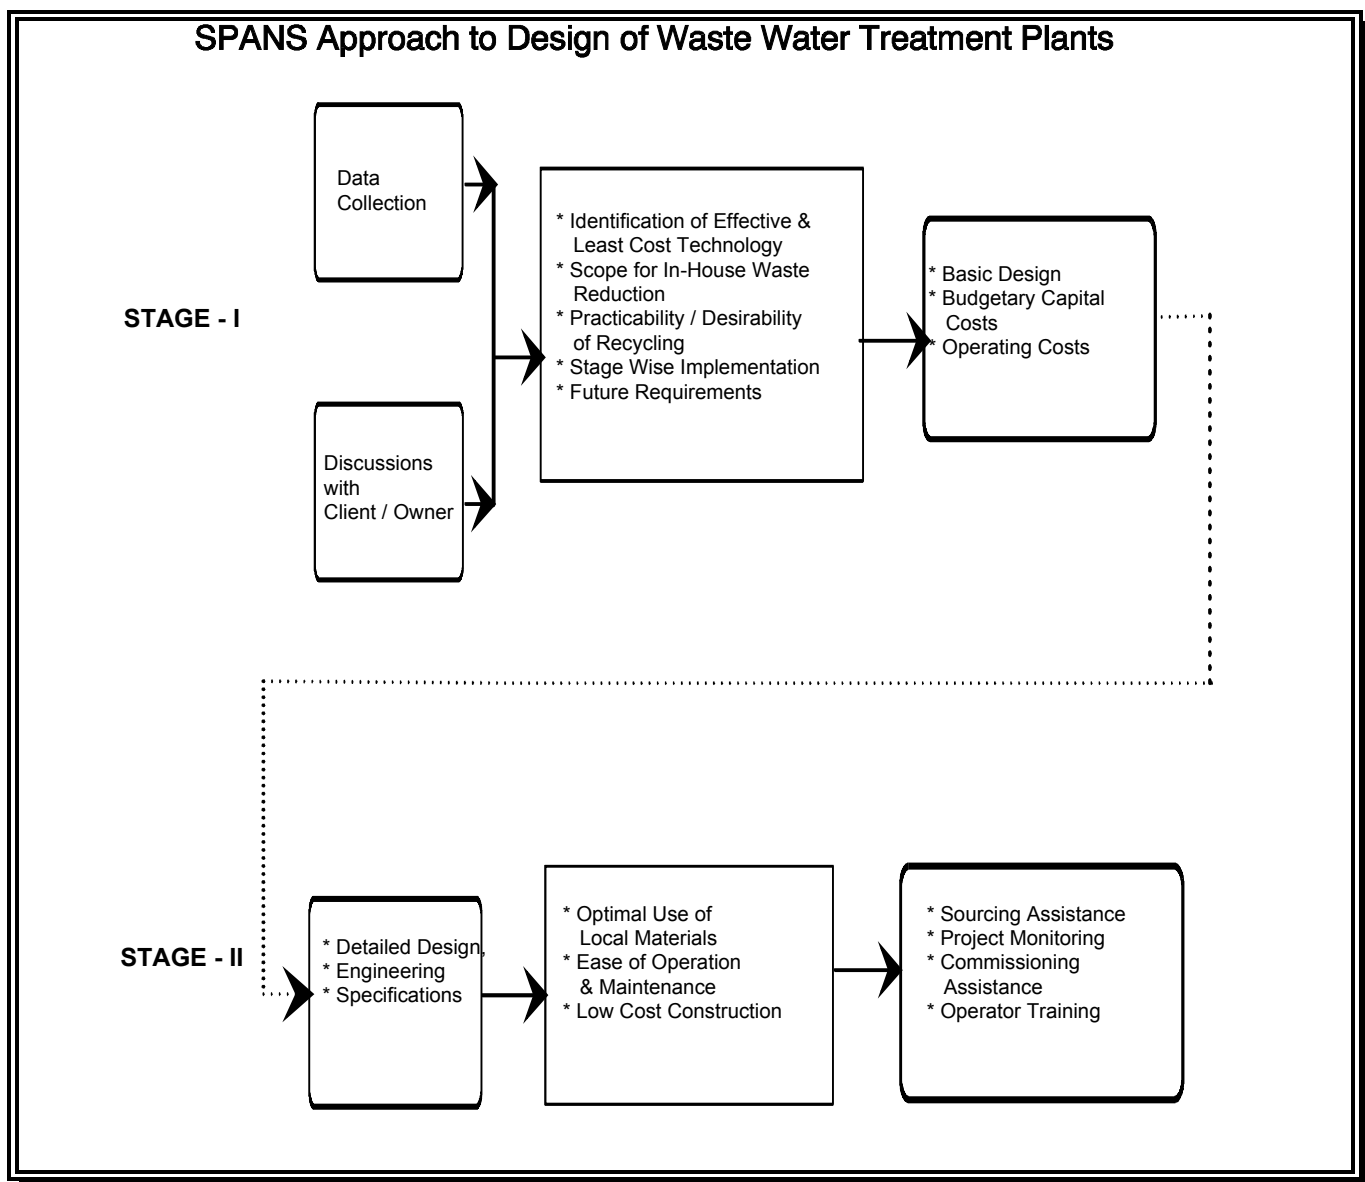 SPANS Approach to Design of Waste Water Treatment Plants
Data
Collection
STAGE - I
Discussions
with
Client / Owner
* Identification of Effective &
Least Cost Technology
* Scope for In-House Waste
Reduction
* Practicability / Desirability
of Recycling
* Stage Wise Implementation
* Future Requirements
* Basic Design
* Budgetary Capital
Costs
* Operating Costs
STAGE - II
* Detailed Design,
* Engineering
* Specifications
* Optimal Use of
Local Materials
* Ease of Operation
& Maintenance
* Low Cost Construction
* Sourcing Assistance
* Project Monitoring
* Commissioning
Assistance
* Operator Training